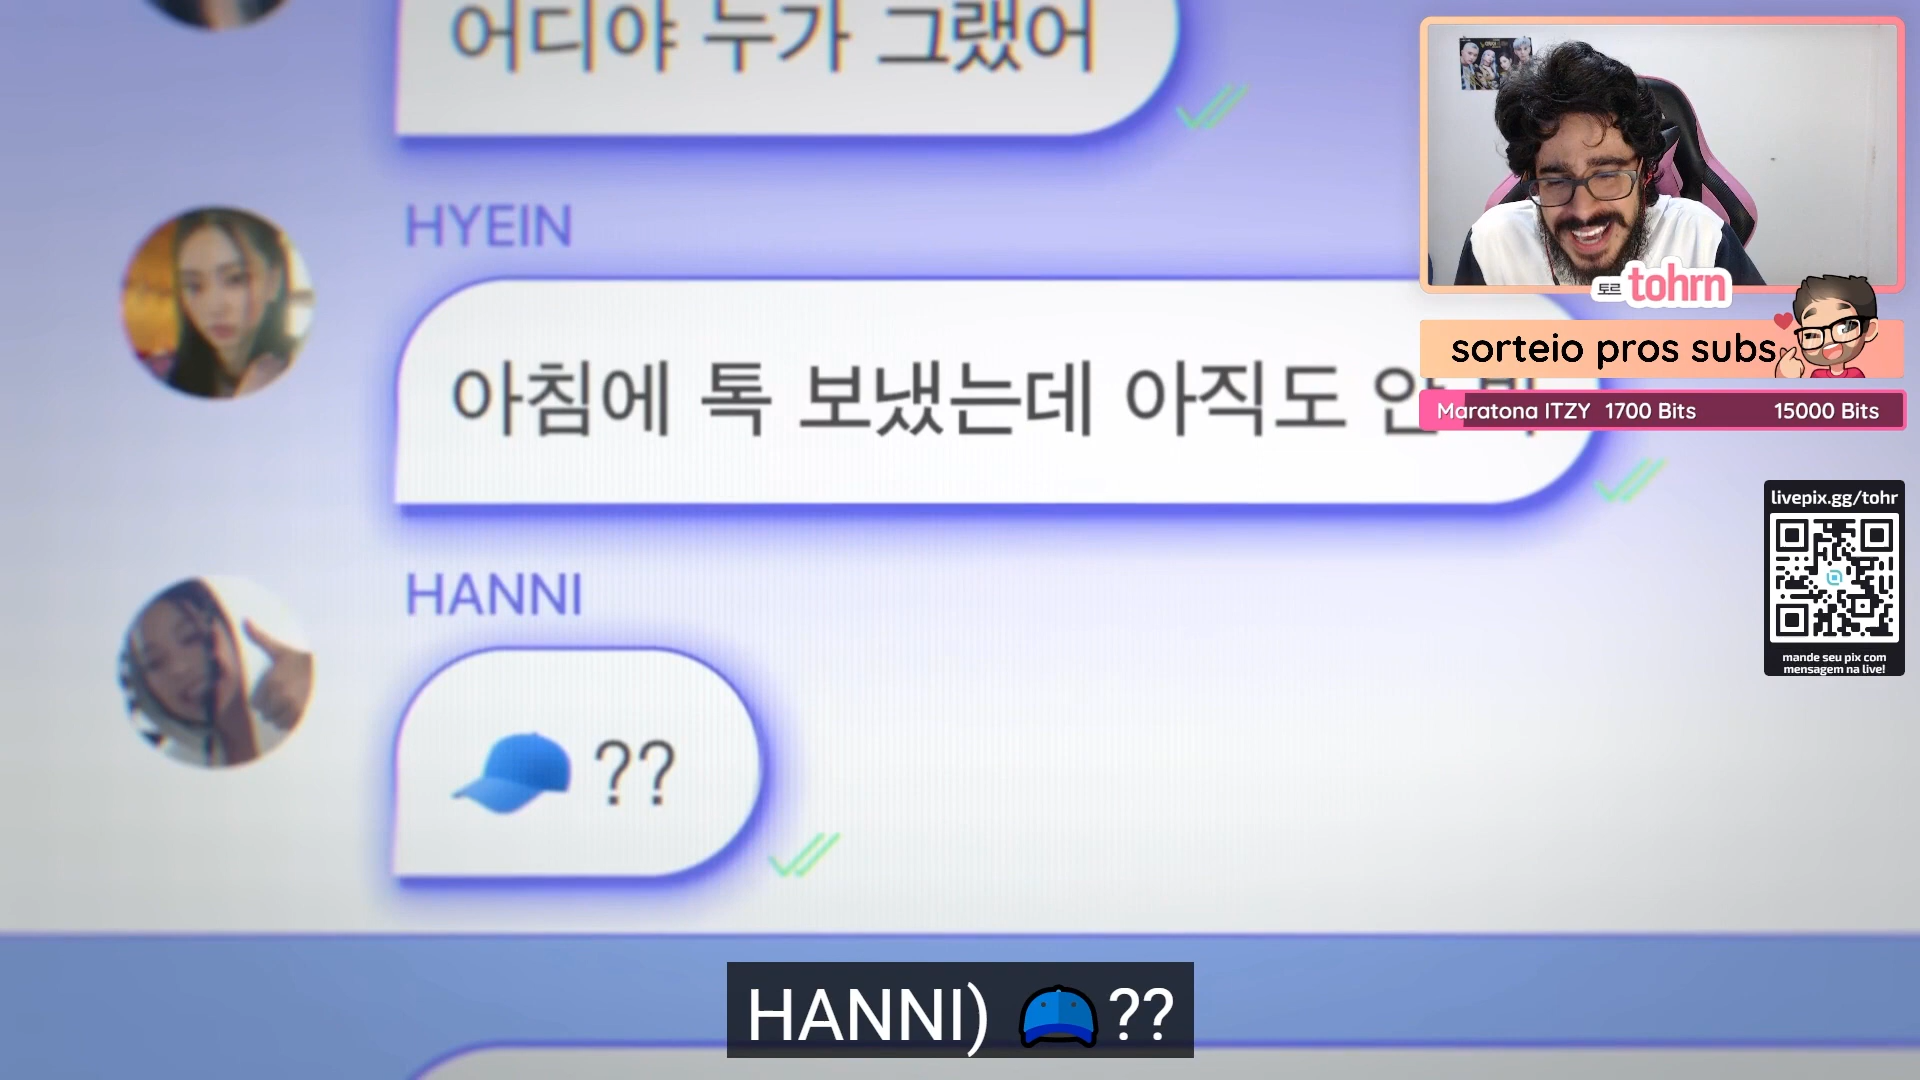 어디야 누가 그랬어
HYEIN
아침에 톡 보냈는데 아직도 안
HANNI
🧢 ??
HANNI) 🧢??
토르 tohrn
sorteio pros subs
Maratona ITZY 1700 Bits 15000 Bits
livepix.gg/tohr
mande seu pix com
mensagem na live!